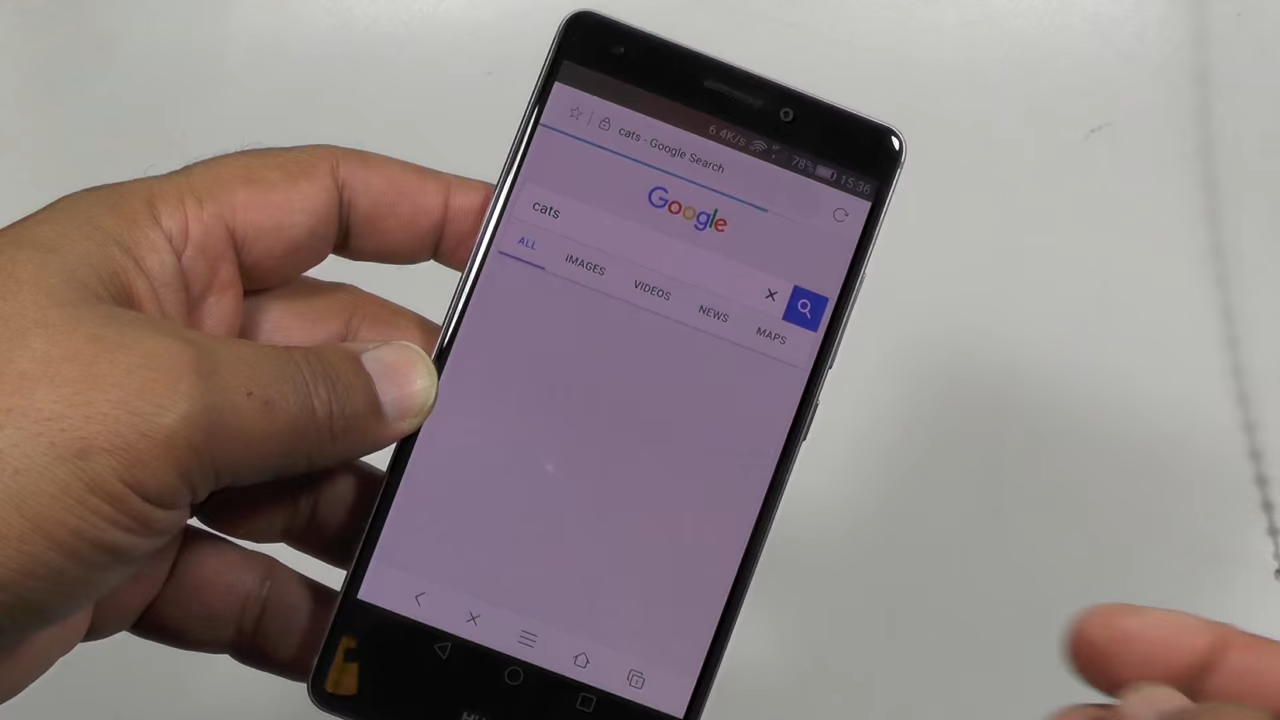 6.4K/s 78% 15:36
cats - Google Search
Google
cats
ALL IMAGES VIDEOS NEWS MAPS